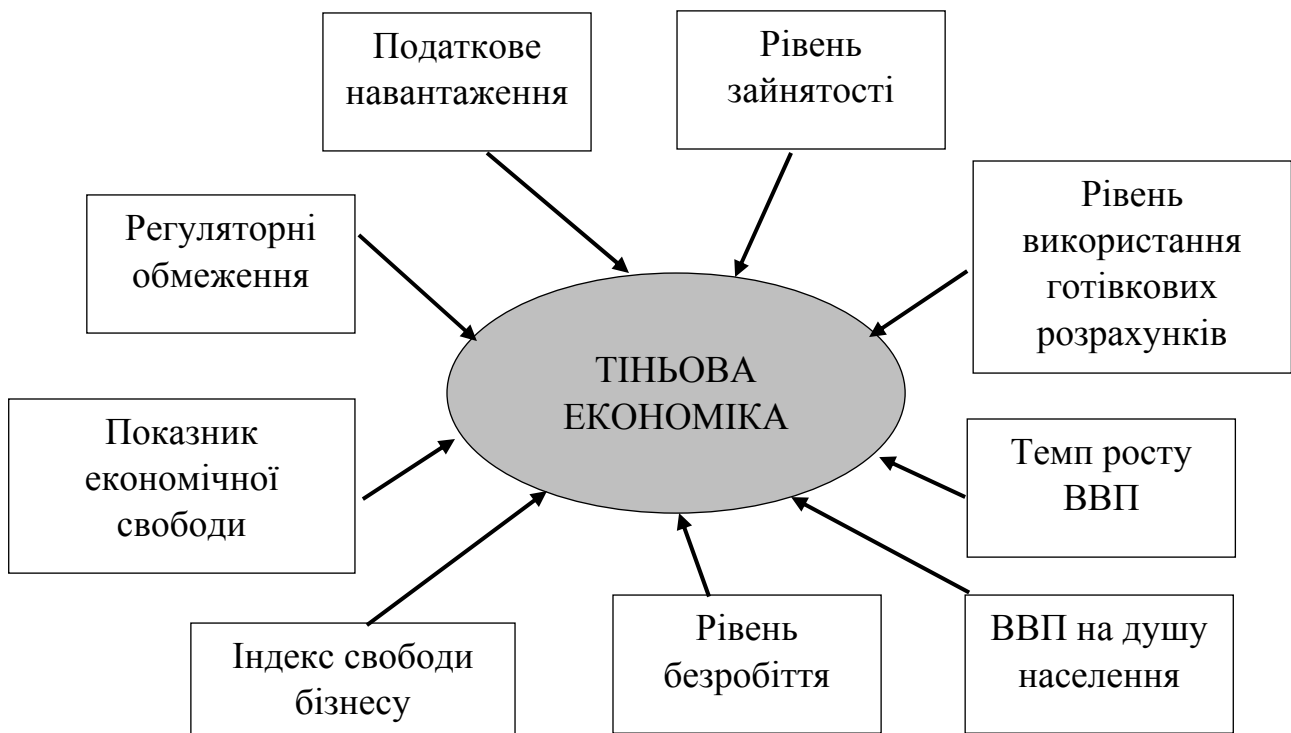 Податкове
навантаження
Рівень
зайнятості
Рівень
використання
готівкових
розрахунків
Регуляторні
обмеження
ТІНЬОВА
ЕКОНОМІКА
Показник
економічної
свободи
Темп росту
ВВП
Індекс свободи
бізнесу
Рівень
безробіття
ВВП на душу
населення